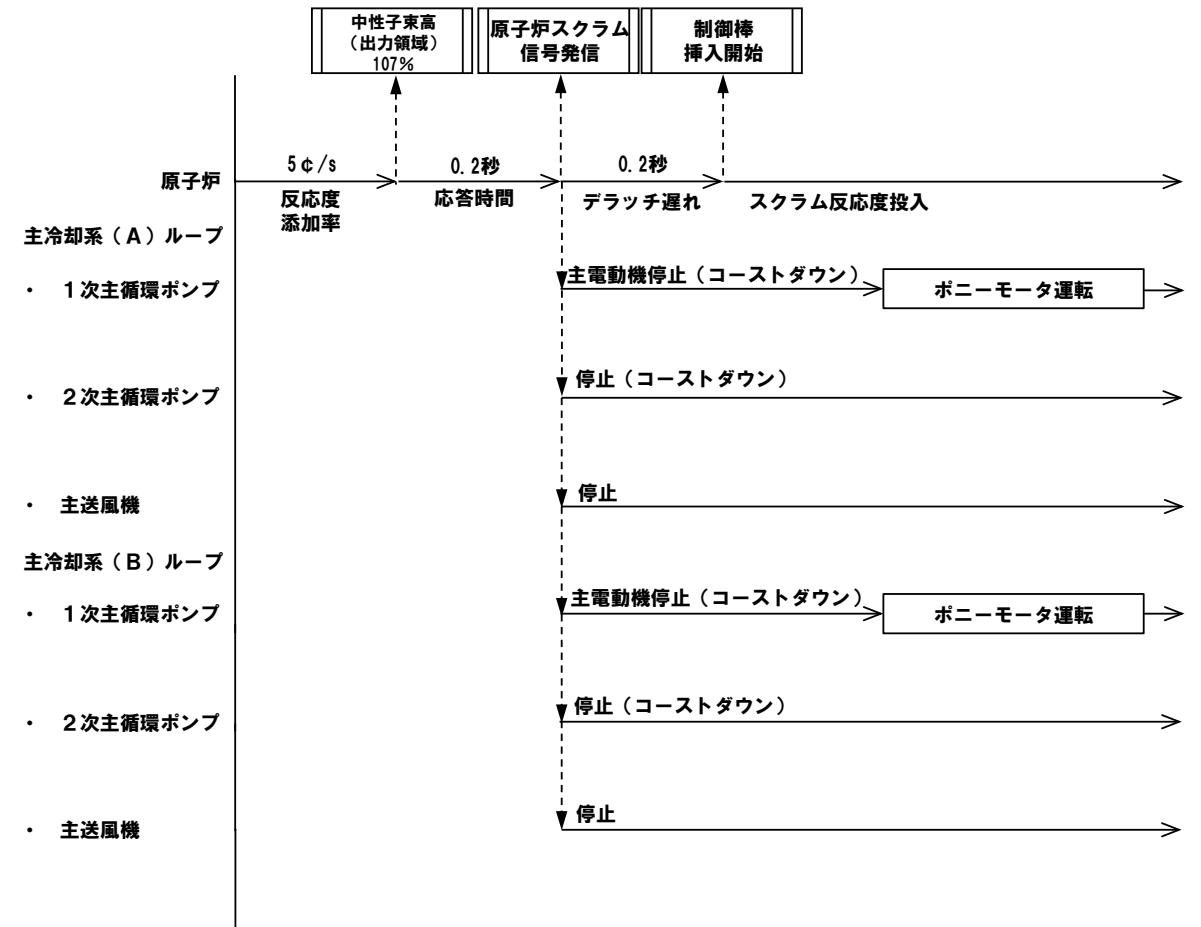 中性子束高
（出力領域）
107%
原子炉スクラム
信号発信
制御棒
挿入開始
原子炉
5￠/s
反応度
添加率
0.2秒
応答時間
0.2秒
デラッチ遅れ
スクラム反応度投入
主冷却系（Ａ）ループ
・ １次主循環ポンプ
主電動機停止（コーストダウン）
ポニーモータ運転
・ ２次主循環ポンプ
停止（コーストダウン）
・ 主送風機
停止
主冷却系（Ｂ）ループ
・ １次主循環ポンプ
主電動機停止（コーストダウン）
ポニーモータ運転
・ ２次主循環ポンプ
停止（コーストダウン）
・ 主送風機
停止